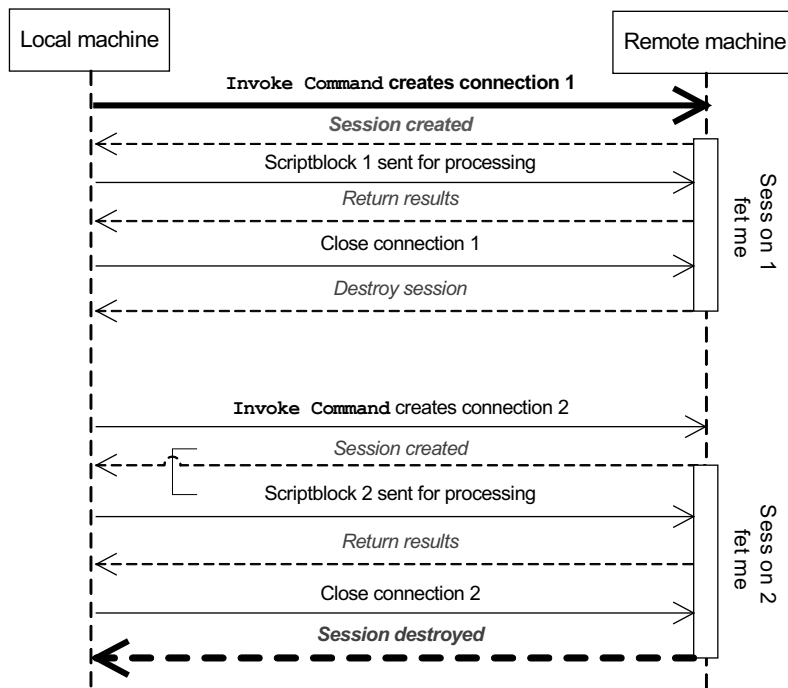 Local machine
Remote machine
Invoke Command creates connection 1
Session created
Scriptblock 1 sent for processing
Return results
Close connection 1
Destroy session
Sess on 1
fet me
Invoke Command creates connection 2
Session created
Scriptblock 2 sent for processing
Return results
Close connection 2
Session destroyed
Sess on 2
fet me